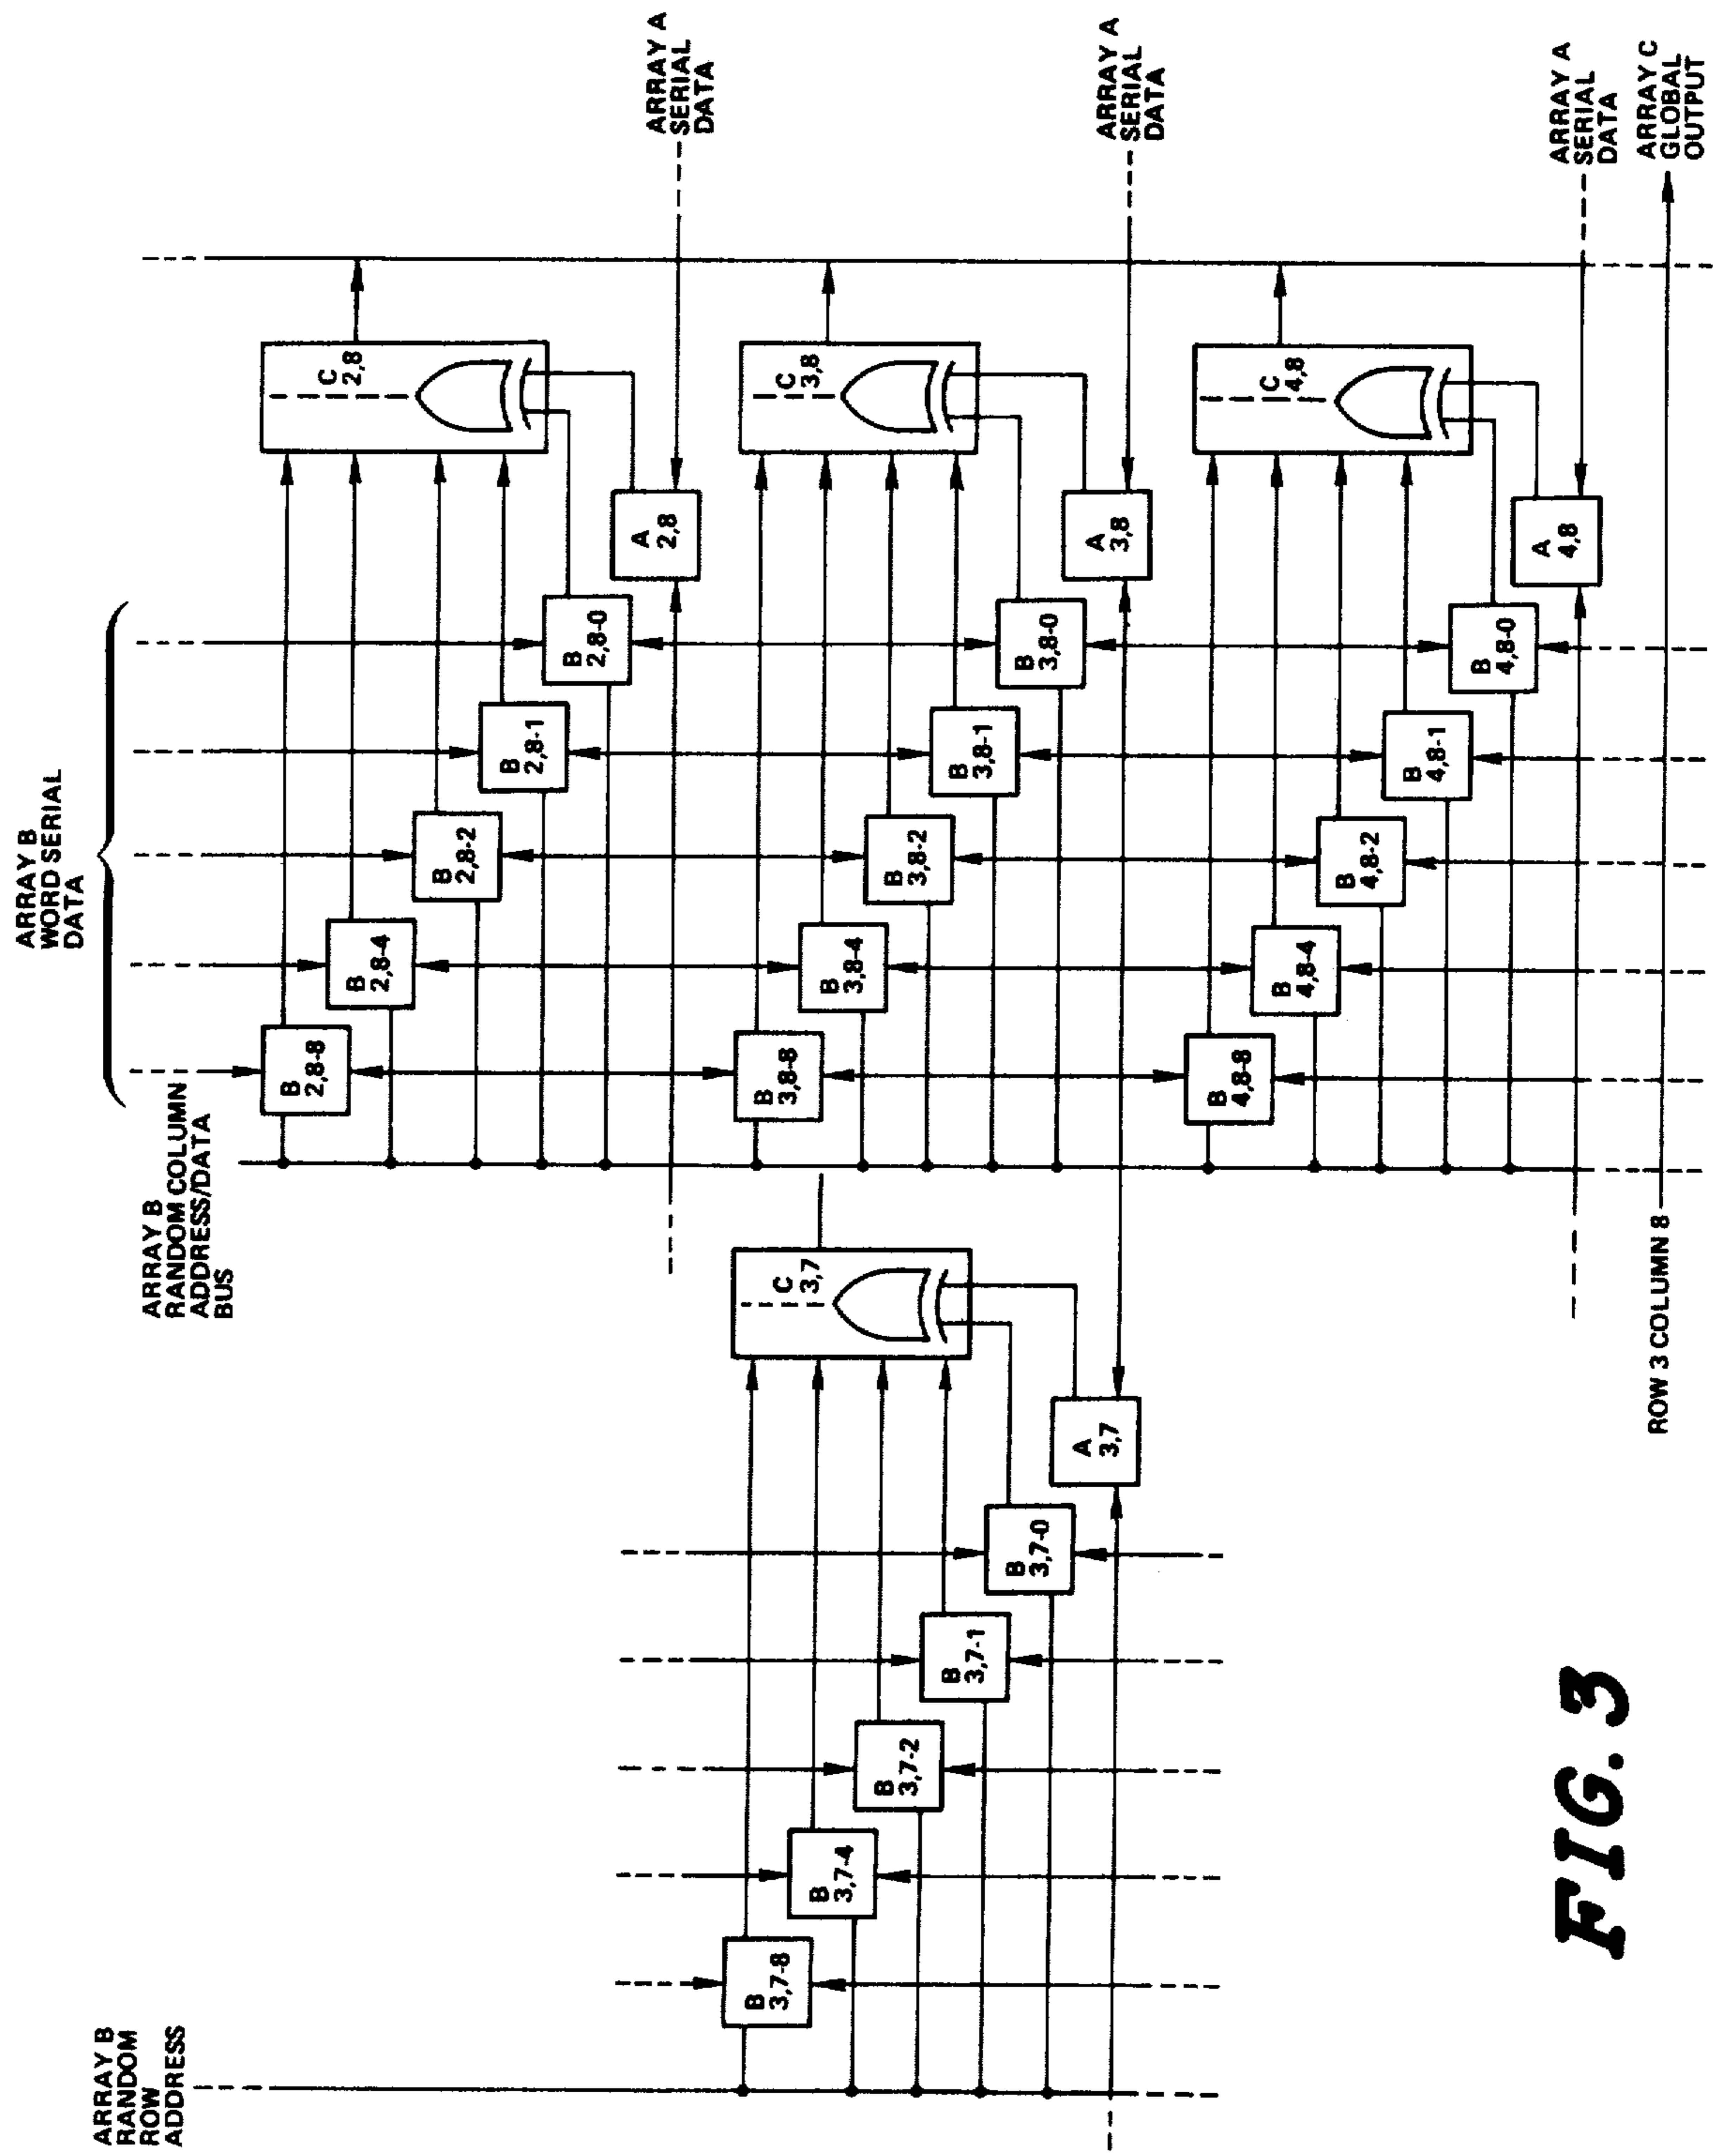 ARRAY B
RANDOM
ROW
ADDRESS
ARRAY B
RANDOM COLUMN
ADDRESS/DATA
BUS
ARRAY B
WORD SERIAL
DATA
B
2,8-8
B
2,8-4
B
2,8-2
B
2,8-1
B
2,8-0
A
2,8
C
2,8
ARRAY A
SERIAL
DATA
B
3,7-8
B
3,7-4
B
3,7-2
B
3,7-1
B
3,7-0
A
3,7
C
3,7
B
3,8-8
B
3,8-4
B
3,8-2
B
3,8-1
B
3,8-0
A
3,8
C
3,8
ARRAY A
SERIAL
DATA
B
4,8-8
B
4,8-4
B
4,8-2
B
4,8-1
B
4,8-0
A
4,8
C
4,8
ARRAY A
SERIAL
DATA
ROW 3 COLUMN 8
ARRAY C
GLOBAL
OUTPUT
FIG. 3